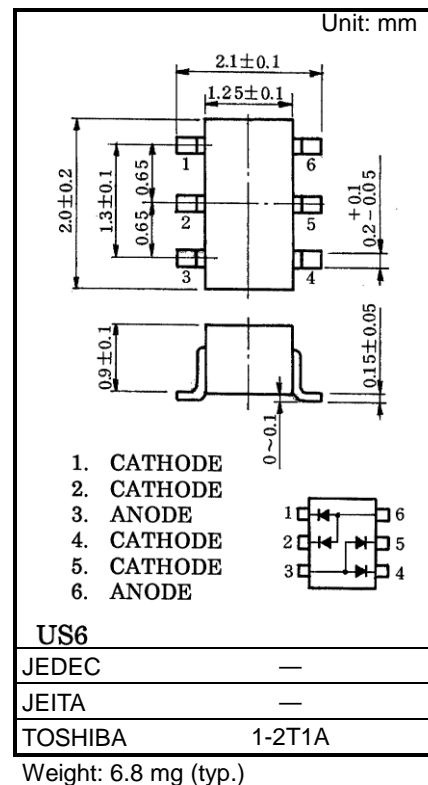 Unit: mm
2.1±0.1
1.25±0.1
2.0±0.2
1.3±0.1
0.65
0.65
1
2
3
6
5
4
+0.1
0.2-0.05
0.9±0.1
0~0.1
0.15±0.05
1. CATHODE
2. CATHODE
3. ANODE
4. CATHODE
5. CATHODE
6. ANODE
1
2
3
6
5
4
US6
JEDEC —
JEITA —
TOSHIBA 1-2T1A
Weight: 6.8 mg (typ.)